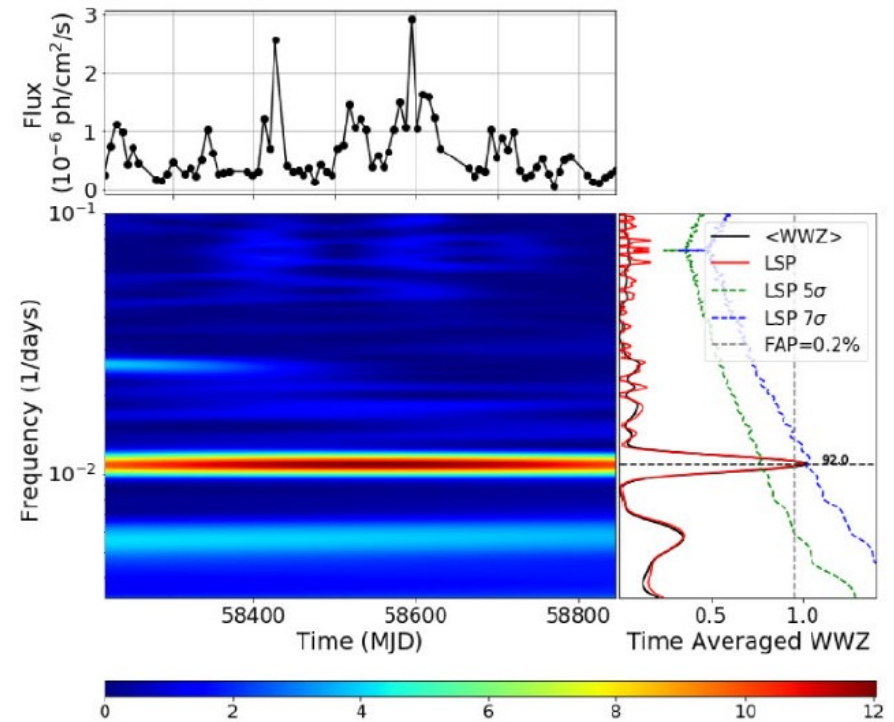 Flux
(10⁻⁶ ph/cm²/s)
3
2
1
0
Frequency (1/days)
10⁻¹
10⁻²
58400
58600
58800
Time (MJD)
<WWZ>
LSP
LSP 5σ
LSP 7σ
FAP=0.2%
92.0
0.5
1.0
Time Averaged WWZ
0
2
4
6
8
10
12